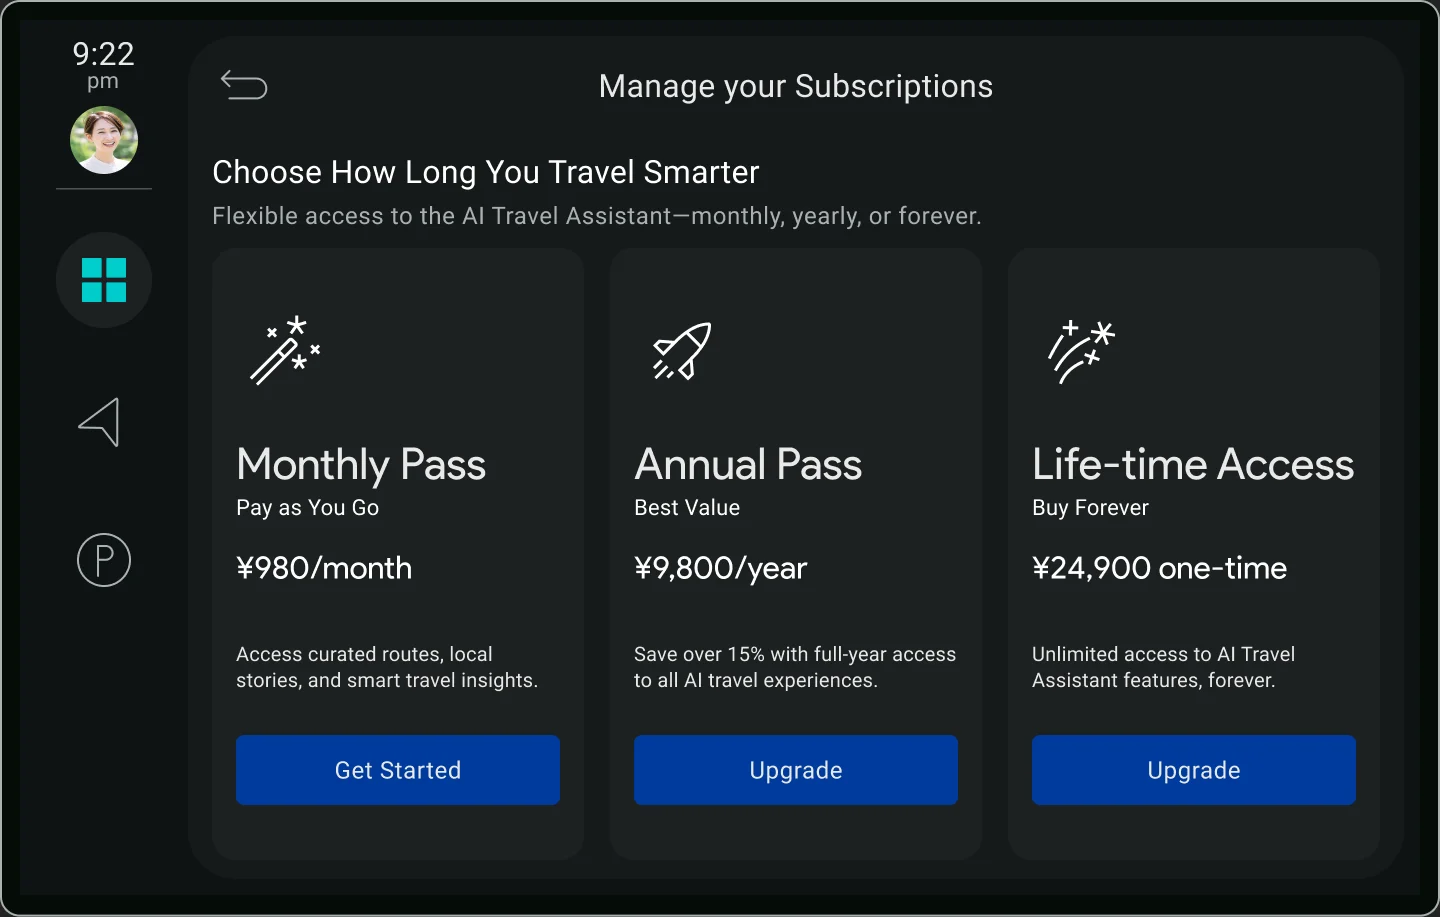 9:22
pm
Manage your Subscriptions
Choose How Long You Travel Smarter
Flexible access to the AI Travel Assistant—monthly, yearly, or forever.
Monthly Pass
Pay as You Go
¥980/month
Access curated routes, local
stories, and smart travel insights.
Get Started
Annual Pass
Best Value
¥9,800/year
Save over 15% with full-year access
to all AI travel experiences.
Upgrade
Life-time Access
Buy Forever
¥24,900 one-time
Unlimited access to AI Travel
Assistant features, forever.
Upgrade
P